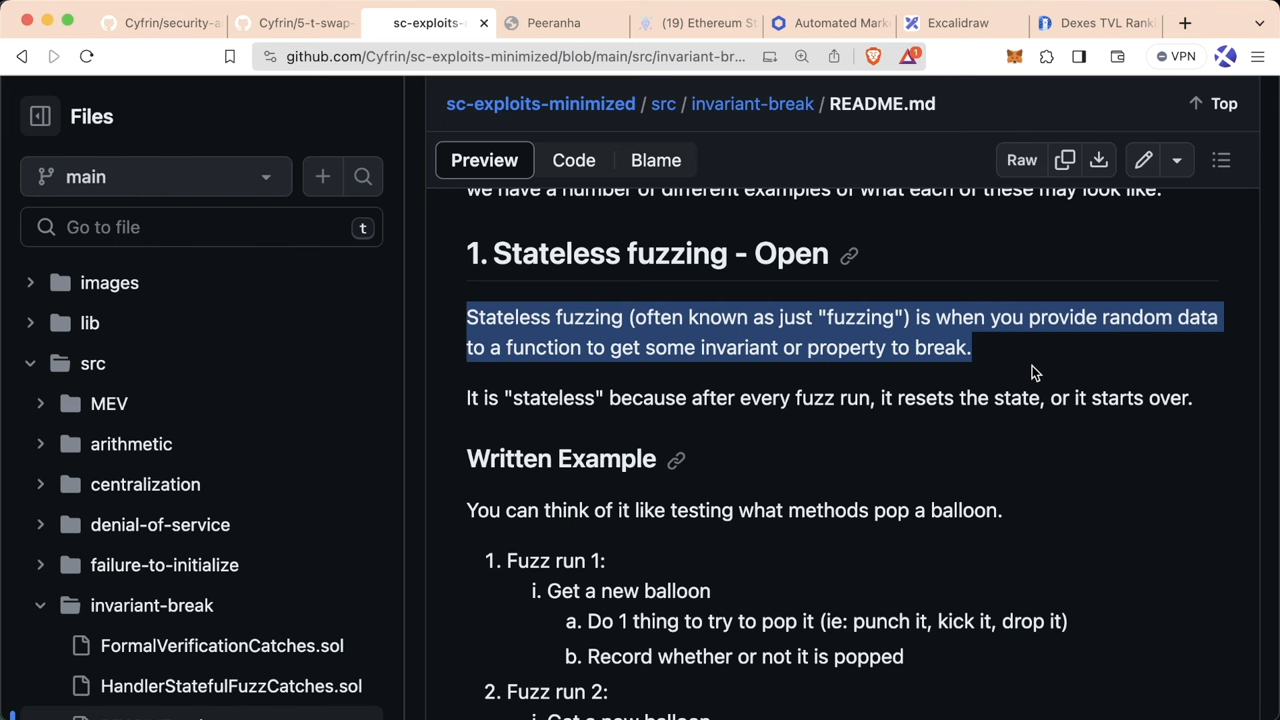 Cyfrin/security-a
Cyfrin/5-t-swap-
sc-exploits-
Peeranha
(19) Ethereum St
Automated Mark
Excalidraw
Dexes TVL Ranki
github.com/Cyfrin/sc-exploits-minimized/blob/main/src/invariant-br...
1
VPN
Files
main
Go to file
t
images
lib
src
MEV
arithmetic
centralization
denial-of-service
failure-to-initialize
invariant-break
FormalVerificationCatches.sol
HandlerStatefulFuzzCatches.sol
sc-exploits-minimized / src / invariant-break / README.md
Top
Preview
Code
Blame
Raw
we have a number of different examples of what each of these may look like.
1. Stateless fuzzing - Open
Stateless fuzzing (often known as just "fuzzing") is when you provide random data
to a function to get some invariant or property to break.
It is "stateless" because after every fuzz run, it resets the state, or it starts over.
Written Example
You can think of it like testing what methods pop a balloon.
1. Fuzz run 1:
i. Get a new balloon
a. Do 1 thing to try to pop it (ie: punch it, kick it, drop it)
b. Record whether or not it is popped
2. Fuzz run 2:
i. Get a new balloon